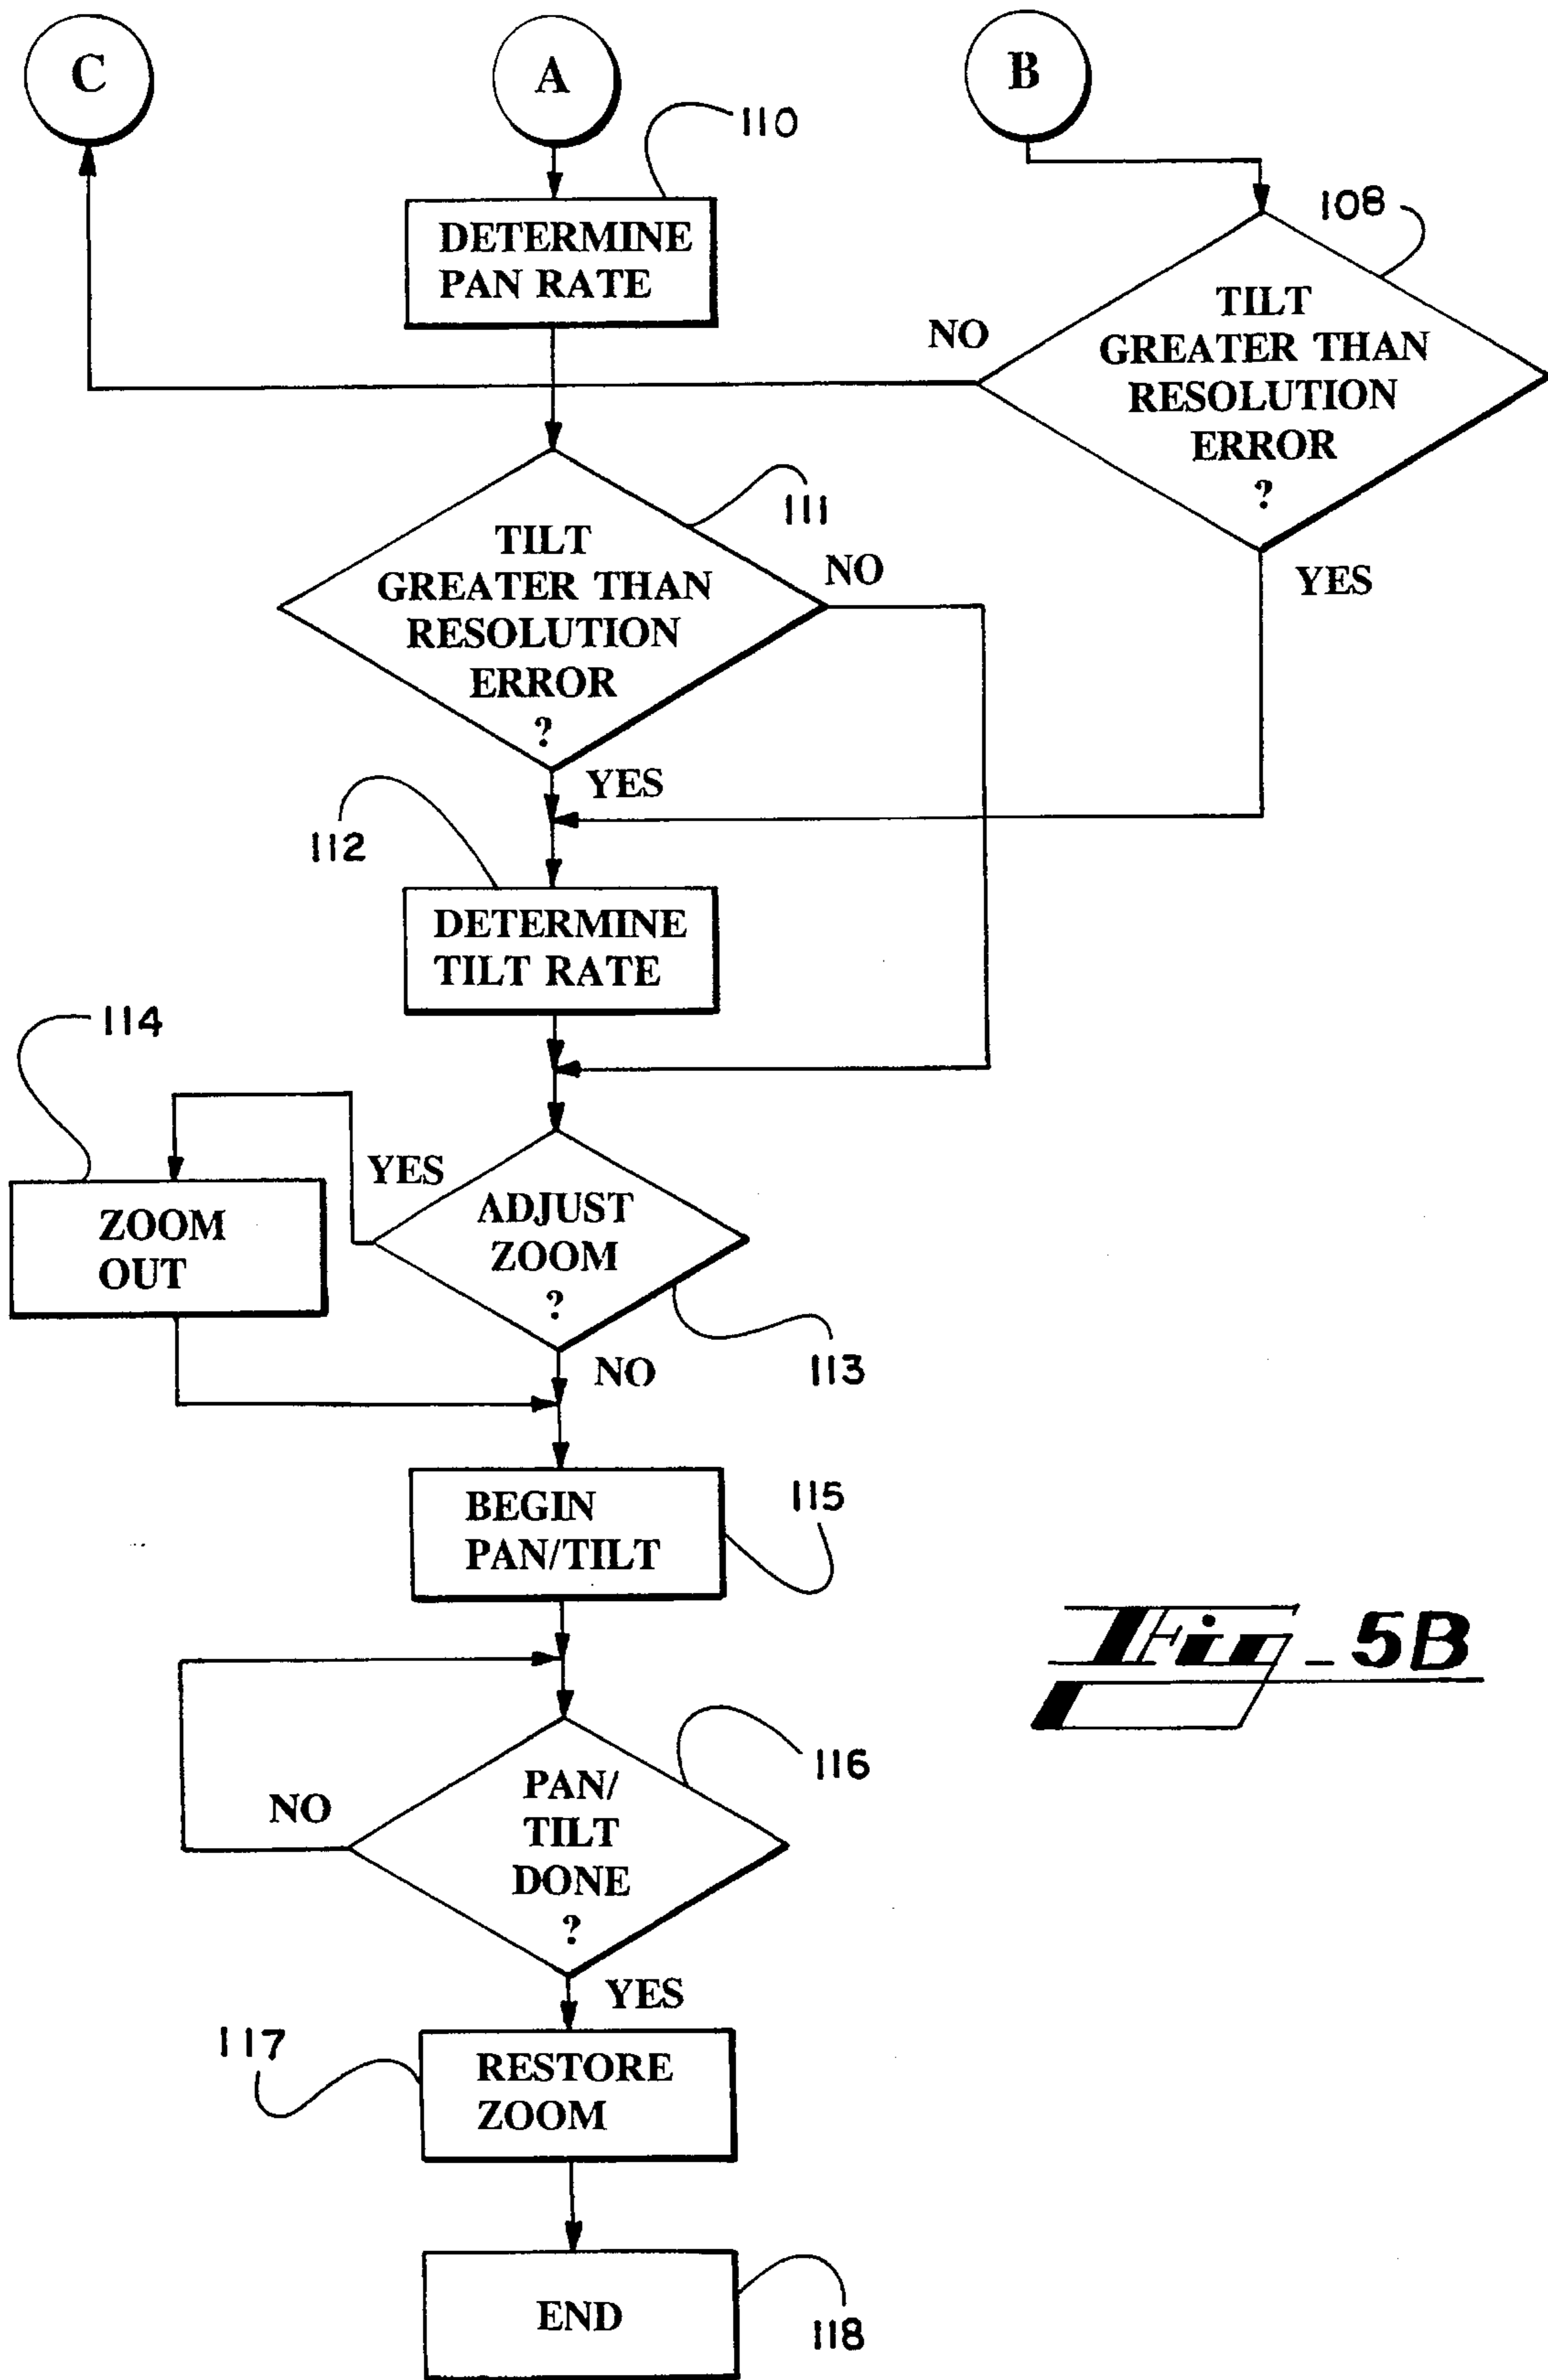 C
A
B
110
DETERMINE
PAN RATE
108
TILT
GREATER THAN
RESOLUTION
ERROR
?
NO
YES
111
TILT
GREATER THAN
RESOLUTION
ERROR
?
NO
YES
112
DETERMINE
TILT RATE
114
ZOOM
OUT
YES
ADJUST
ZOOM
?
NO
113
BEGIN
PAN/TILT
115
116
PAN/
TILT
DONE
?
NO
YES
117
RESTORE
ZOOM
END
118
Fig_5B